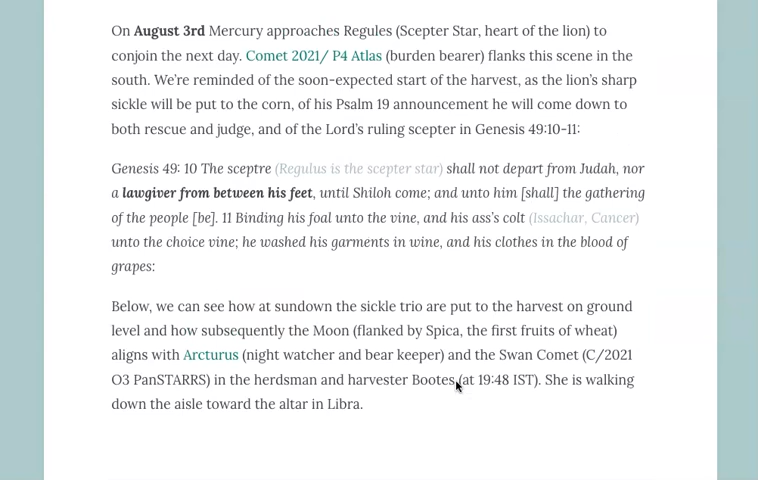 On August 3rd Mercury approaches Regules (Scepter Star, heart of the lion) to
conjoin the next day. Comet 2021/ P4 Atlas (burden bearer) flanks this scene in the
south. We’re reminded of the soon-expected start of the harvest, as the lion’s sharp
sickle will be put to the corn, of his Psalm 19 announcement he will come down to
both rescue and judge, and of the Lord’s ruling scepter in Genesis 49:10-11:
Genesis 49: 10 The sceptre (Regulus is the scepter star) shall not depart from Judah, nor
a lawgiver from between his feet, until Shiloh come; and unto him [shall] the gathering
of the people [be]. 11 Binding his foal unto the vine, and his ass’s colt (Issachar, Cancer)
unto the choice vine; he washed his garments in wine, and his clothes in the blood of
grapes:
Below, we can see how at sundown the sickle trio are put to the harvest on ground
level and how subsequently the Moon (flanked by Spica, the first fruits of wheat)
aligns with Arcturus (night watcher and bear keeper) and the Swan Comet (C/2021
O3 PanSTARRS) in the herdsman and harvester Bootes (at 19:48 IST). She is walking
down the aisle toward the altar in Libra.